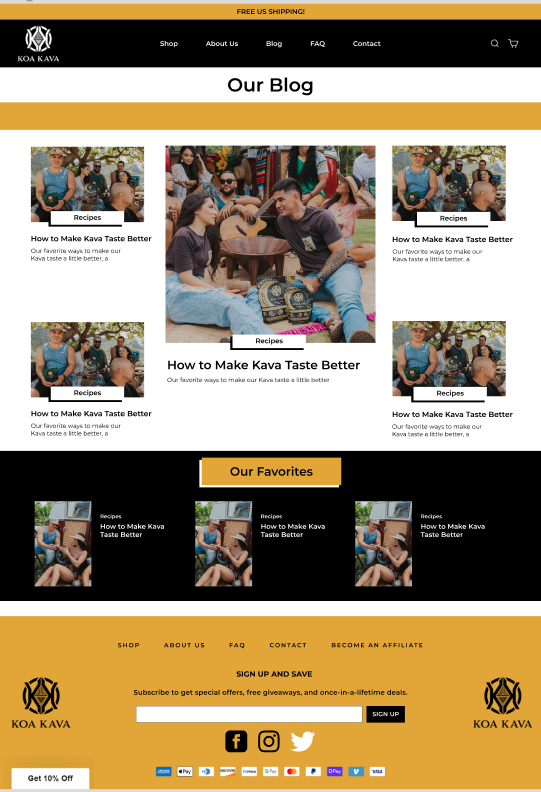 FREE US SHIPPING!
KOA KAVA
Shop
About Us
Blog
FAQ
Contact
Our Blog
Recipes
How to Make Kava Taste Better
Our favorite ways to make our
Kava taste a little better, a
Recipes
How to Make Kava Taste Better
Our favorite ways to make our Kava taste a little better
Recipes
How to Make Kava Taste Better
Our favorite ways to make our
Kava taste a little better, a
Recipes
How to Make Kava Taste Better
Our favorite ways to make our
Kava taste a little better, a
Recipes
How to Make Kava Taste Better
Our favorite ways to make our
Kava taste a little better, a
Our Favorites
Recipes
How to Make Kava
Taste Better
Recipes
How to Make Kava
Taste Better
Recipes
How to Make Kava
Taste Better
SHOP
ABOUT US
FAQ
CONTACT
BECOME AN AFFILIATE
SIGN UP AND SAVE
Subscribe to get special offers, free giveaways, and once-in-a-lifetime deals.
SIGN UP
KOA KAVA
KOA KAVA
Get 10% Off
Pay
G Pay
Pay
VISA